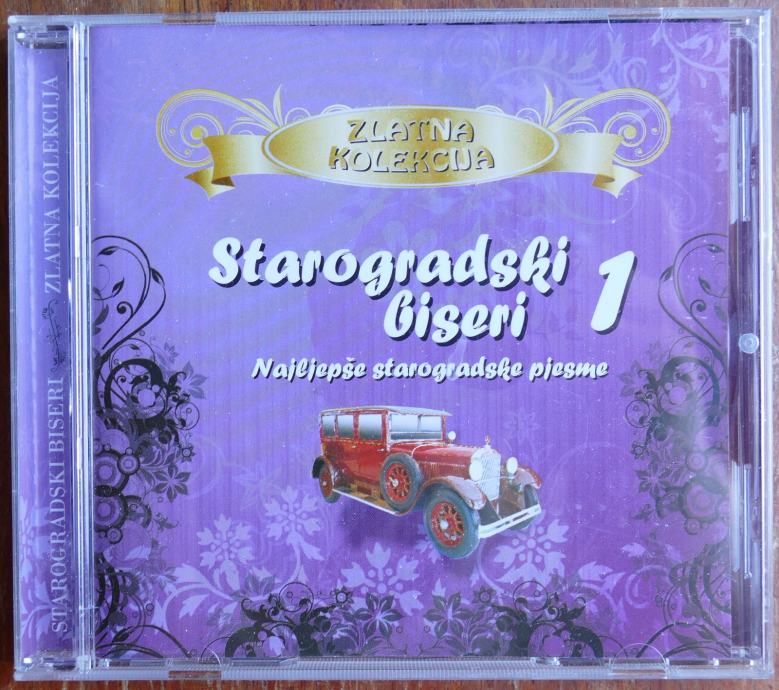 ZLATNA
KOLEKCIJA
Starogradski
biseri 1
Najljepše starogradske pjesme
STAROGRADSKI BISERI ZLATNA KOLEKCIJA